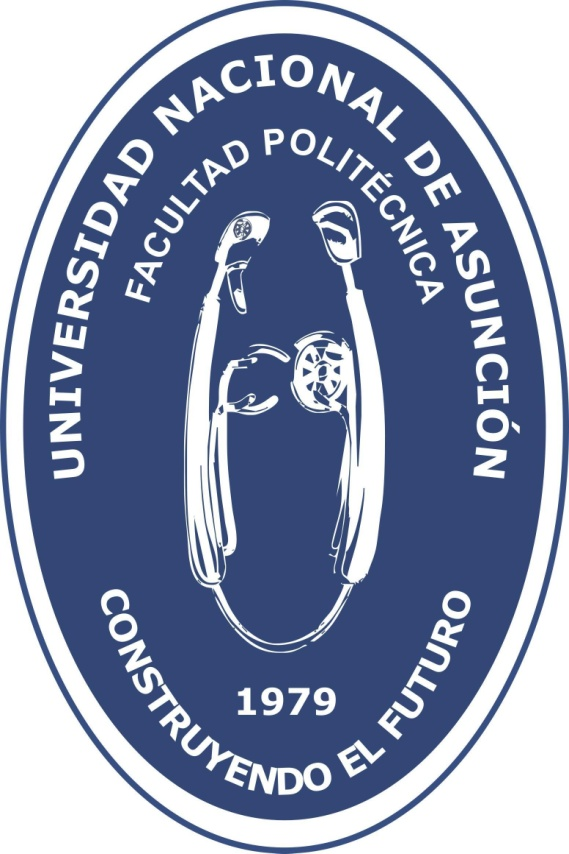 UNIVERSIDAD NACIONAL DE ASUNCIÓN
FACULTAD POLITÉCNICA
1979
CONSTRUYENDO EL FUTURO